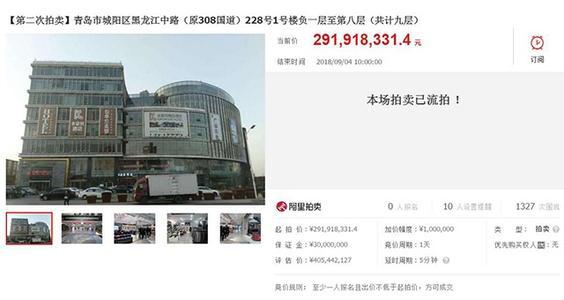 【第二次拍卖】青岛市城阳区黑龙江中路（原308国道）228号1号楼负一层至第八层（共计九层）
当前价 291,918,331.4 元
结束时间 2018/09/04 10:00:00
订阅
本场拍卖已流拍 ！
阿里拍卖
0 人报名 10 人设置提醒 1327 次围观
起 拍 价 : ¥291,918,331.4 加价幅度 : ¥1,000,000 类 型 : 拍卖
保 证 金 : ¥30,000,000 竞价周期 : 1天 优先购买权人 : 无
评 估 价 : ¥405,442,127 延时周期 : 5分钟
竞价规则 : 至少一人报名且出价不低于起拍价，方可成交
HOTEL